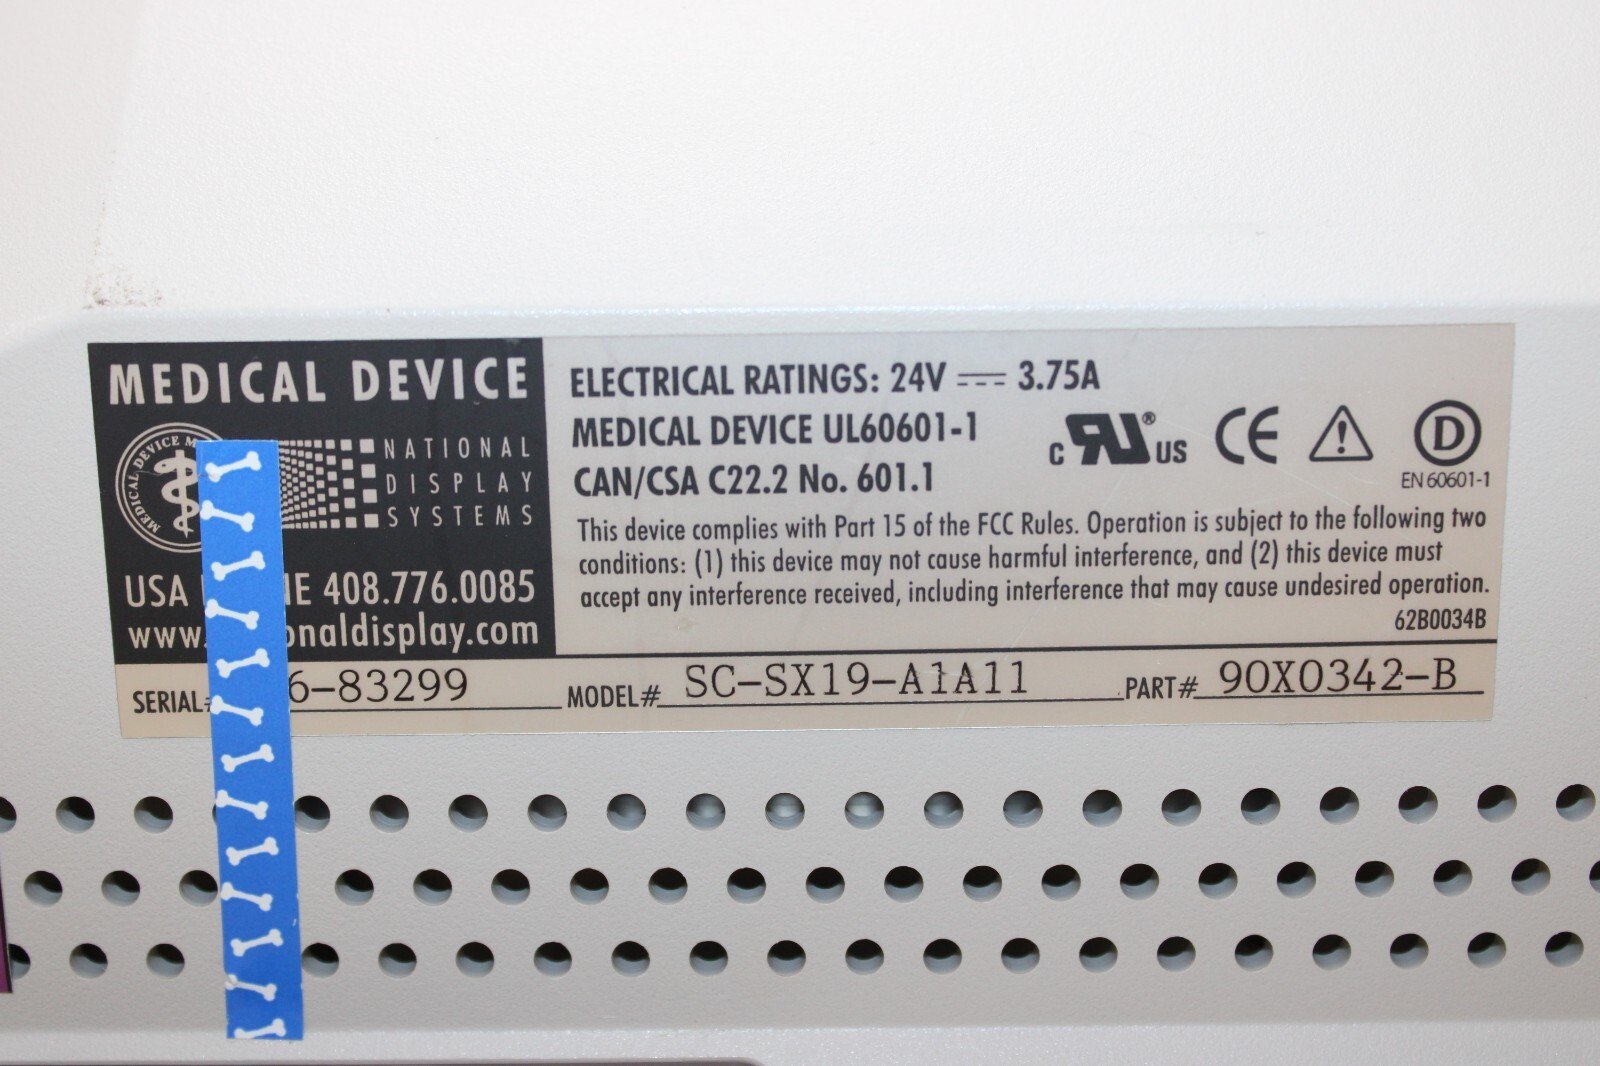 MEDICAL DEVICE
MEDICAL DEVICE
NATIONAL
DISPLAY
SYSTEMS
USA 408.776.0085
www. onaldisplay.com
ELECTRICAL RATINGS: 24V 3.75A
MEDICAL DEVICE UL60601-1
CAN/CSA C22.2 No. 601.1
c RU ® US CE D
EN 60601-1
This device complies with Part 15 of the FCC Rules. Operation is subject to the following two
conditions: (1) this device may not cause harmful interference, and (2) this device must
accept any interference received, including interference that may cause undesired operation.
62B0034B
SERIAL# 6-83299 MODEL# SC-SX19-A1A11 PART# 90X0342-B